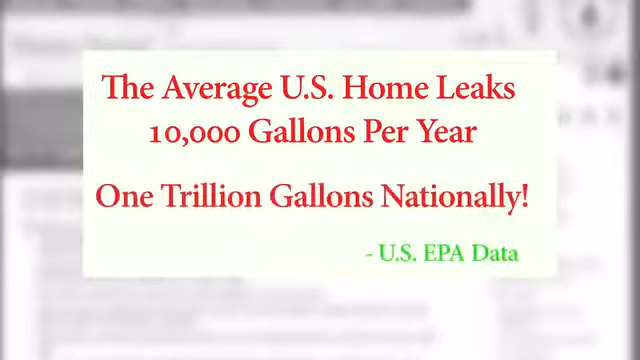 The Average U.S. Home Leaks
10,000 Gallons Per Year
One Trillion Gallons Nationally!
- U.S. EPA Data